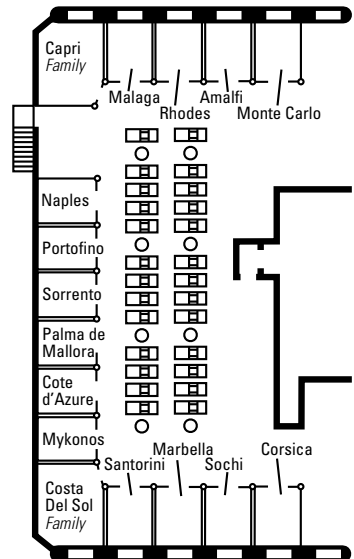 Capri
Family
Malaga
Rhodes
Amalfi
Monte Carlo
Naples
Portofino
Sorrento
Palma de
Mallora
Cote
d'Azure
Mykonos
Santorini
Marbella
Sochi
Corsica
Costa
Del Sol
Family